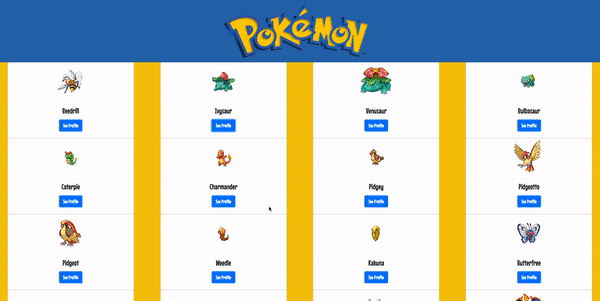 POKéMON
Beedrill
Ivysaur
Venusaur
Bulbasaur
See Profile
See Profile
See Profile
See Profile
Caterpie
Charmander
Pidgey
Pidgeotto
See Profile
See Profile
See Profile
See Profile
Pidgeot
Weedle
Kakuna
Butterfree
See Profile
See Profile
See Profile
See Profile